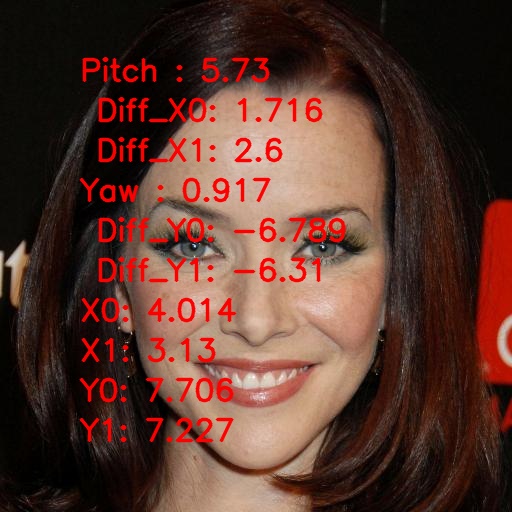 Pitch : 5.73
Diff_X0: 1.716
Diff_X1: 2.6
Yaw : 0.917
Diff_Y0: −6.789
Diff_Y1: −6.31
X0: 4.014
X1: 3.13
Y0: 7.706
Y1: 7.227